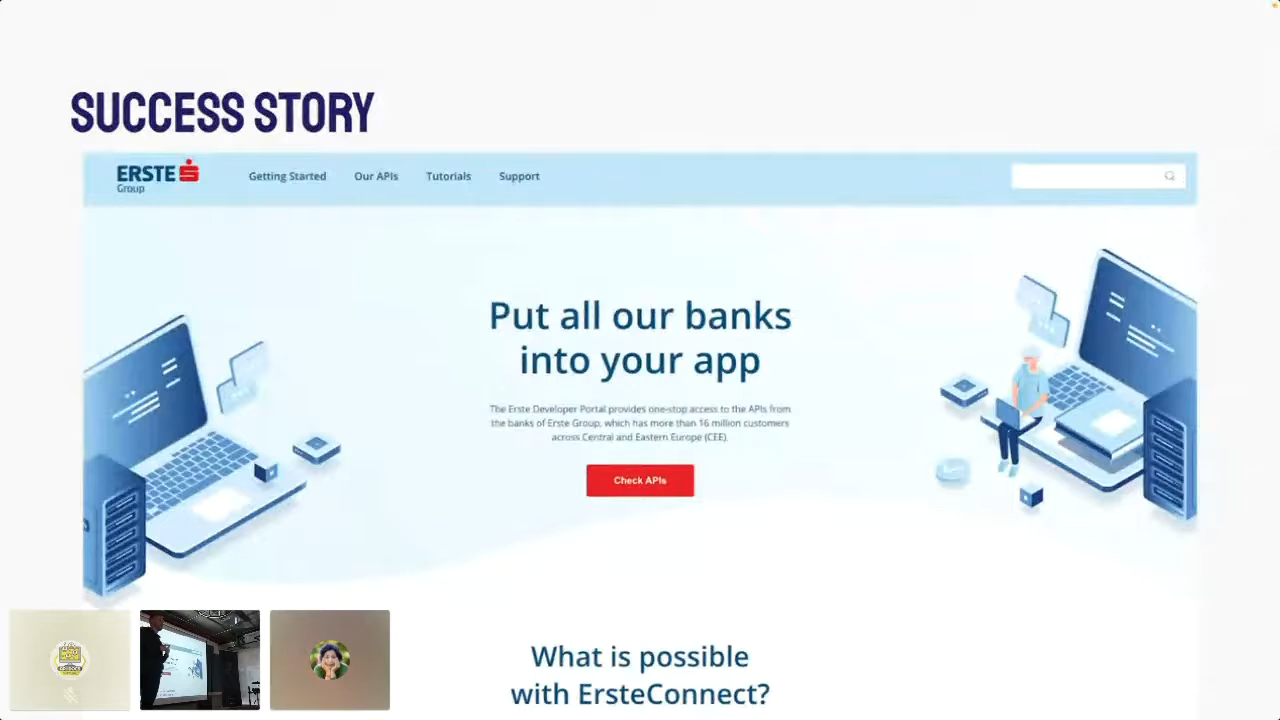 SUCCESS STORY
ERSTE
Group
Getting Started
Our APIs
Tutorials
Support
Put all our banks
into your app
The Erste Developer Portal provides one-stop access to the APIs from
the banks of Erste Group, which has more than 16 million customers
across Central and Eastern Europe (CEE).
Check APIs
What is possible
with ErsteConnect?